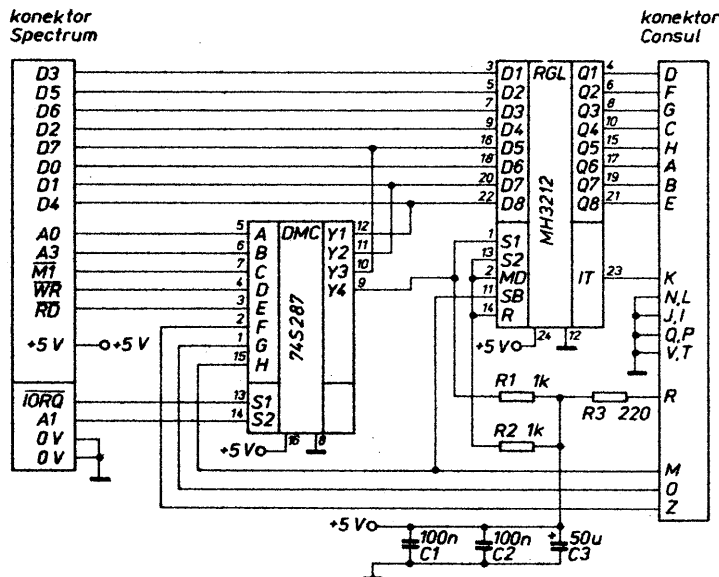 konektor
Spectrum
konektor
Consul
D3
D5
D6
D2
D7
D0
D1
D4
A0
A3
M1
WR
RD
+5 V
+5 V
IORQ
A1
0 V
0 V
5
6
7
4
3
2
1
15
13
14
A
B
C
D
E
F
G
H
S1
S2
DMC
74S287
Y1
Y2
Y3
Y4
12
11
10
9
+5 V
16
8
3
5
7
9
16
18
20
22
1
13
2
11
14
D1
D2
D3
D4
D5
D6
D7
D8
S1
S2
MD
SB
R
RGL
MH3212
Q1
Q2
Q3
Q4
Q5
Q6
Q7
Q8
IT
4
6
8
10
15
17
19
21
23
+5 V
24
12
D
F
G
C
H
A
B
E
K
N,L
J,I
Q,P
V,T
R
M
O
Z
R1 1k
R2 1k
R3 220
+5 V
100n
C1
100n
C2
+
50u
C3